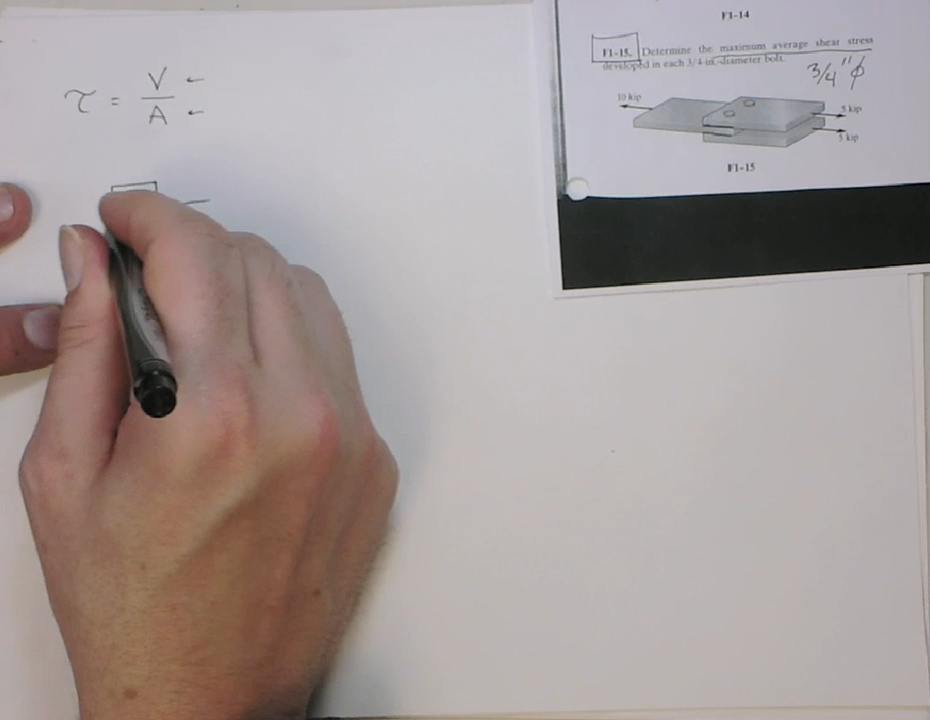 τ = V ←
A ←
F1-14
F1-15. Determine the maximum average shear stress
developed in each 3/4-in.-diameter bolt.
3/4" ϕ
10 kip
5 kip
5 kip
F1-15